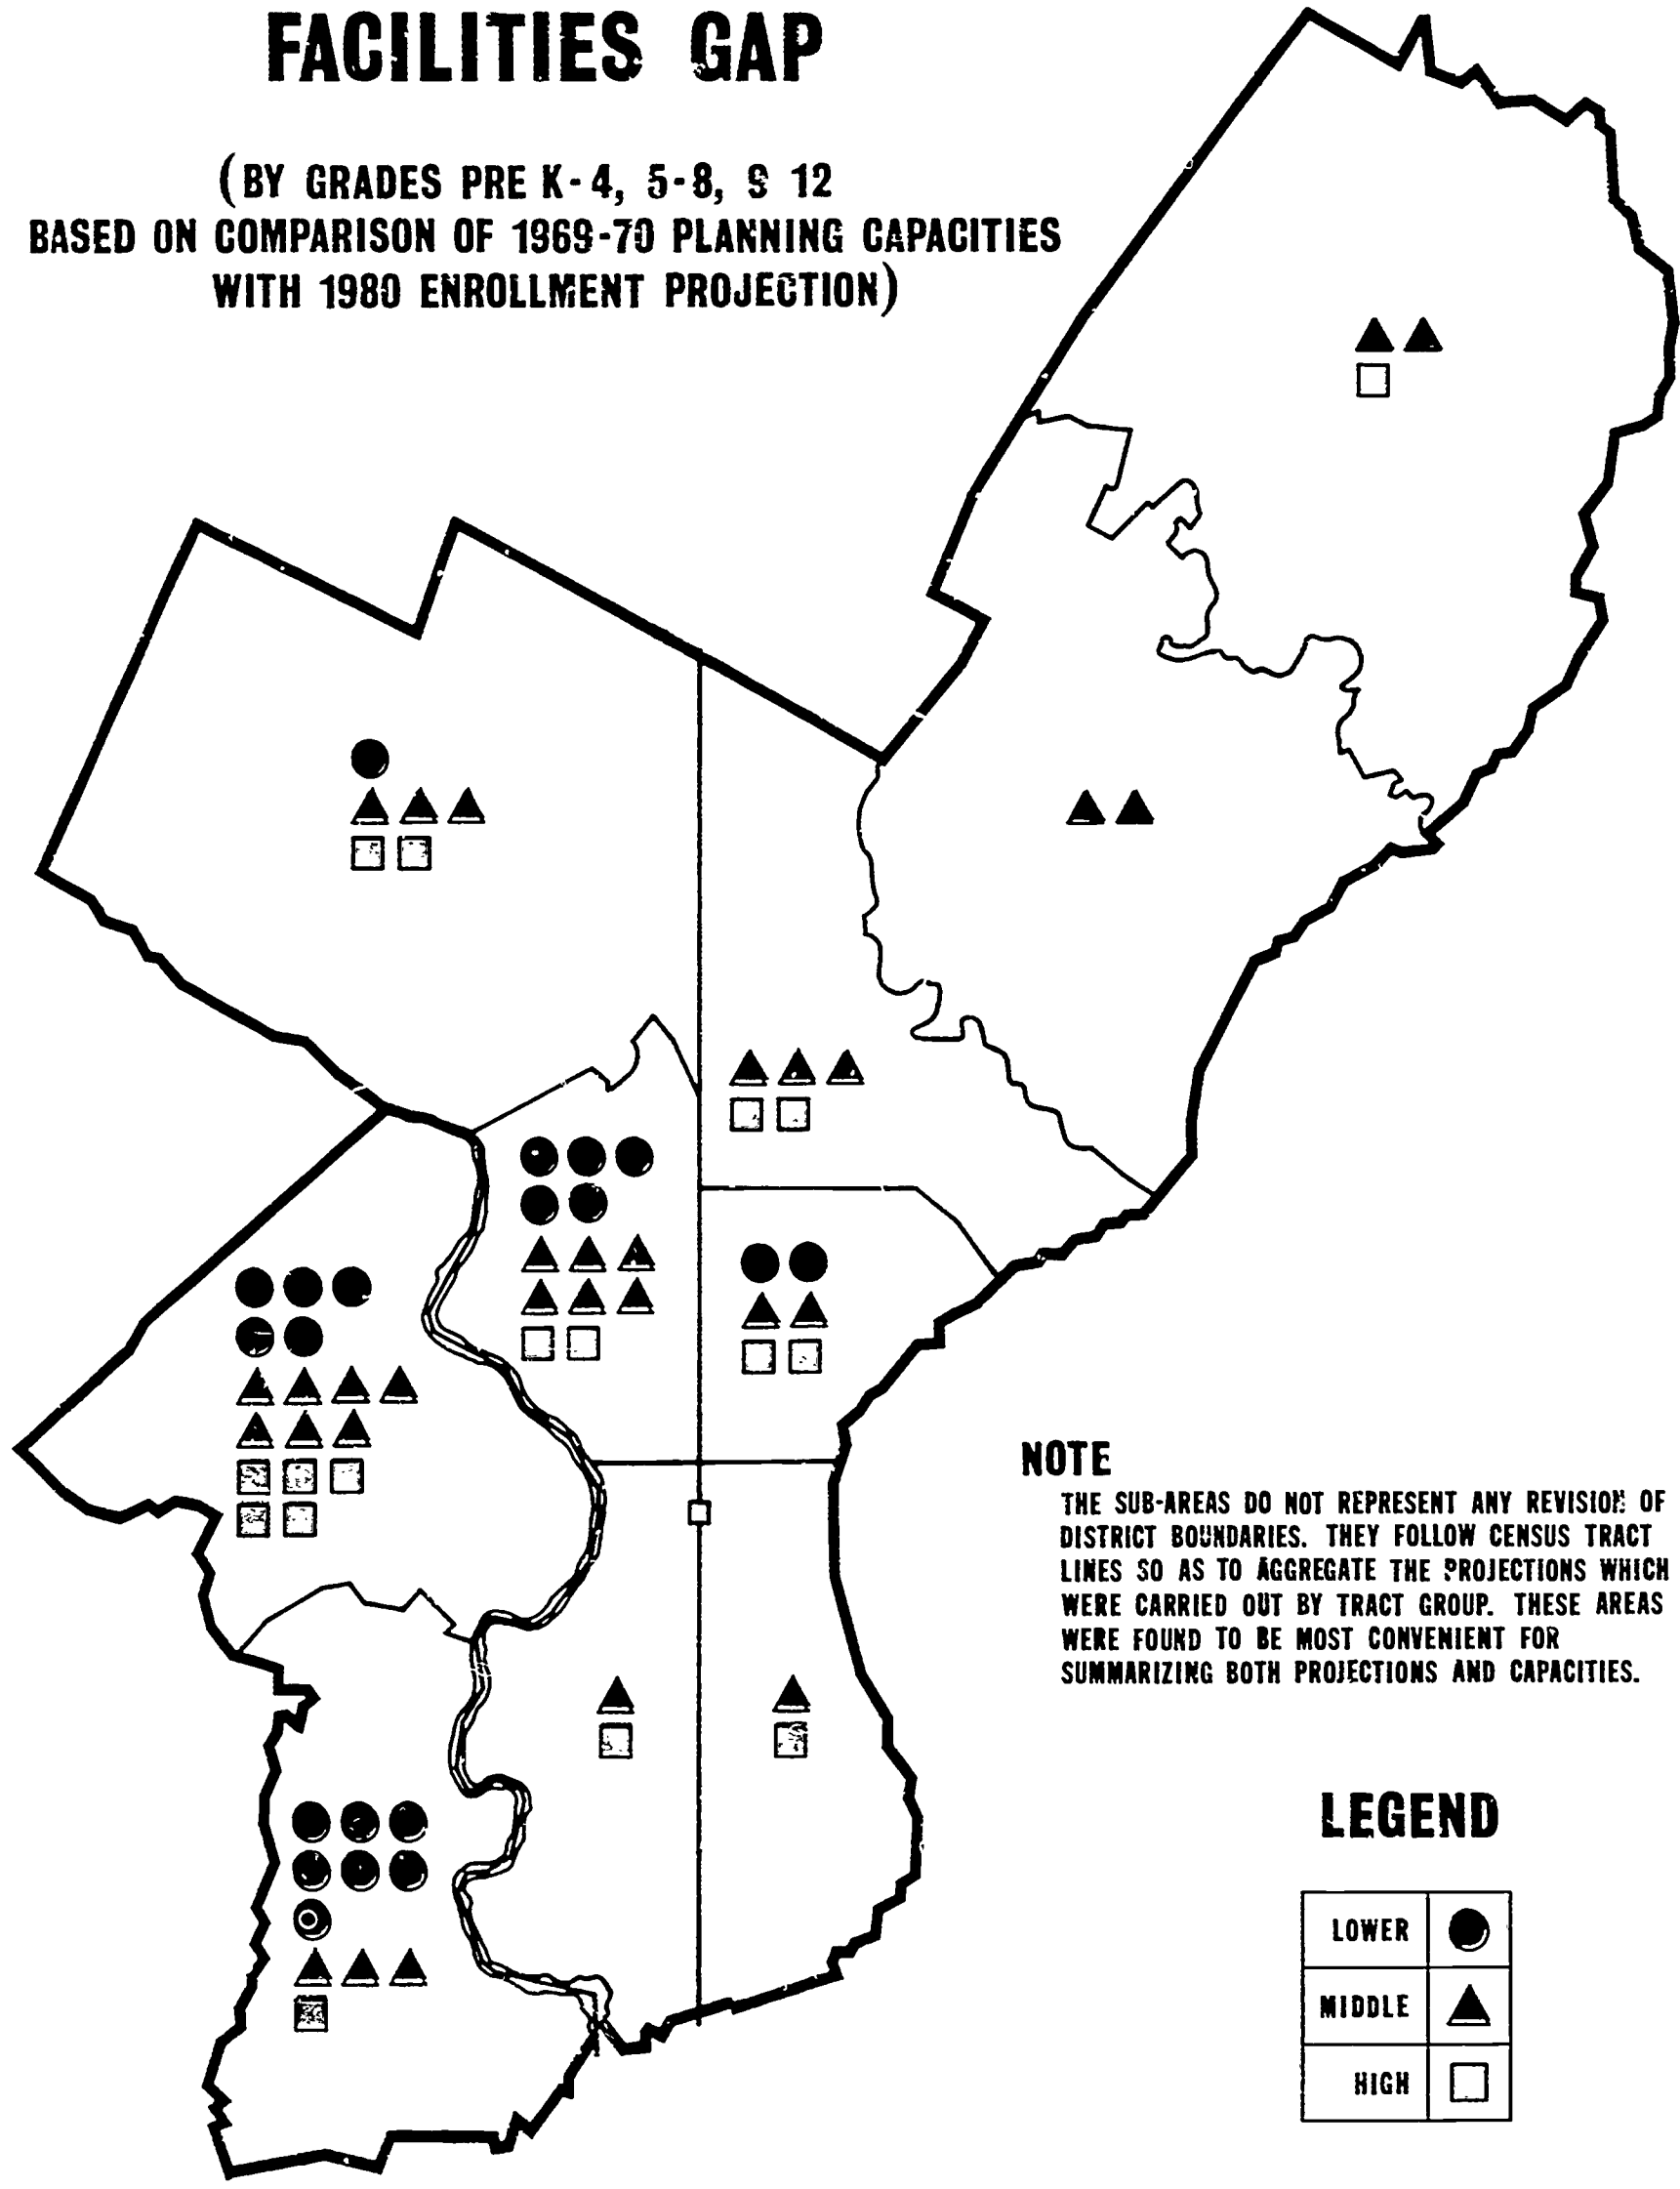 FACILITIES GAP
(BY GRADES PRE K-4, 5-8, 9 12
BASED ON COMPARISON OF 1969-70 PLANNING CAPACITIES
WITH 1980 ENROLLMENT PROJECTION)
NOTE
THE SUB-AREAS DO NOT REPRESENT ANY REVISION OF
DISTRICT BOUNDARIES. THEY FOLLOW CENSUS TRACT
LINES SO AS TO AGGREGATE THE PROJECTIONS WHICH
WERE CARRIED OUT BY TRACT GROUP. THESE AREAS
WERE FOUND TO BE MOST CONVENIENT FOR
SUMMARIZING BOTH PROJECTIONS AND CAPACITIES.
LEGEND
LOWER
MIDDLE
HIGH